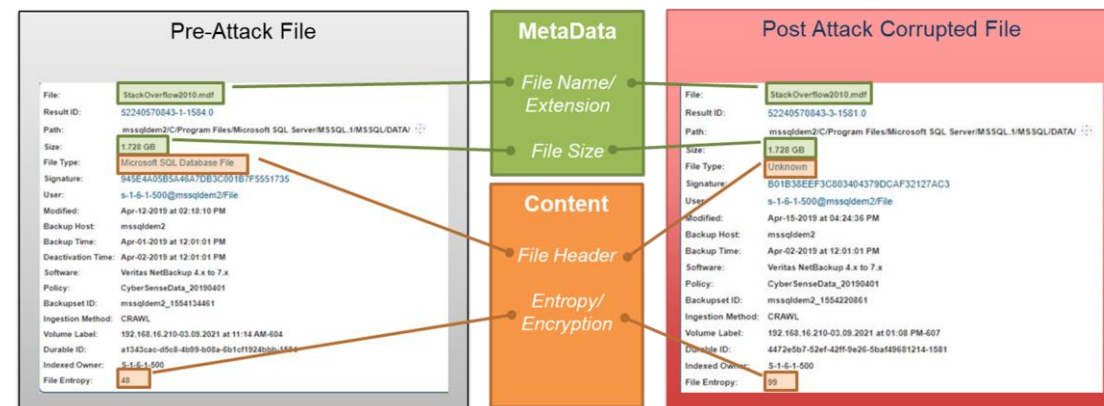 Pre-Attack File
File: StackOverflow2010.mdf
Result ID: 52240570843-1-1584.0
Path: mssqldem2/C/Program Files/Microsoft SQL Server/MSSQL.1/MSSQL/DATA/
Size: 1.728 GB
File Type: Microsoft SQL Database File
Signature: 945E4A05B5A46A7DB3C001B7F5551735
User: s-1-6-1-500@mssqldem2/File
Modified: Apr-12-2019 at 02:18:10 PM
Backup Host: mssqldem2
Backup Time: Apr-01-2019 at 12:01:01 PM
Deactivation Time: Apr-02-2019 at 12:01:01 PM
Software: Veritas NetBackup 4.x to 7.x
Policy: CyberSenseData_20190401
Backupset ID: mssqldem2_1554134461
Ingestion Method: CRAWL
Volume Label: 192.168.16.210-03.09.2021 at 11:14 AM-604
Durable ID: a1343cac-d5c8-4b99-b08a-6b1cf1924bbb-1584
Indexed Owner: S-1-6-1-500
File Entropy: 48
MetaData
File Name/
Extension
File Size
Content
File Header
Entropy/
Encryption
Post Attack Corrupted File
File: StackOverflow2010.mdf
Result ID: 52240570843-3-1581.0
Path: mssqldem2/C/Program Files/Microsoft SQL Server/MSSQL.1/MSSQL/DATA/
Size: 1.728 GB
File Type: Unknown
Signature: B01B38EEF3C803404379DCAF32127AC3
User: s-1-6-1-500@mssqldem2/File
Modified: Apr-15-2019 at 04:24:36 PM
Backup Host: mssqldem2
Backup Time: Apr-02-2019 at 12:01:01 PM
Software: Veritas NetBackup 4.x to 7.x
Policy: CyberSenseData_20190401
Backupset ID: mssqldem2_1554220861
Ingestion Method: CRAWL
Volume Label: 192.168.16.210-03.09.2021 at 01:08 PM-607
Durable ID: 4472e5b7-52ef-42ff-9e26-5baf49681214-1581
Indexed Owner: S-1-6-1-500
File Entropy: 99